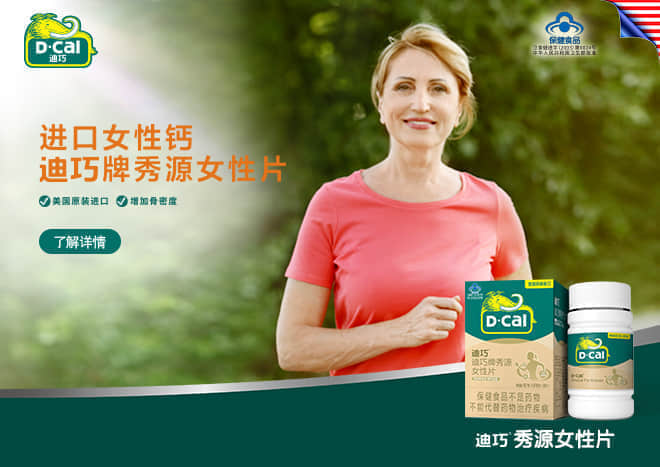 D·Cal
迪巧
保健食品
进口女性钙
迪巧牌秀源女性片
美国原装进口 增加骨密度
了解详情
D·Cal
迪巧
迪巧牌秀源
女性片
保健食品不是药物
不能代替药物治疗疾病
D·Cal
迪巧 秀源女性片